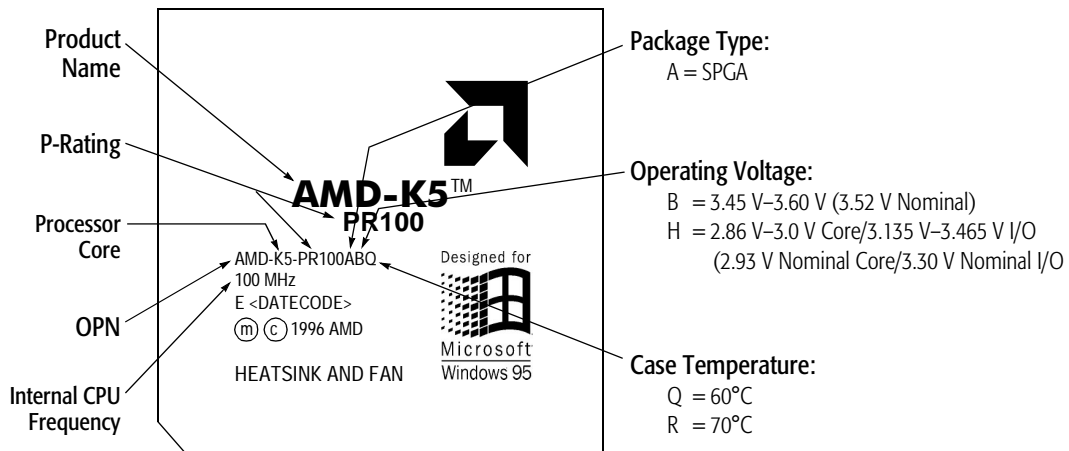 Product
Name
P-Rating
Processor
Core
OPN
Internal CPU
Frequency
AMD-K5™
PR100
AMD-K5-PR100ABQ
100 MHz
E <DATECODE>
m c 1996 AMD
HEATSINK AND FAN
Designed for
Microsoft
Windows 95
Package Type:
A = SPGA
Operating Voltage:
B = 3.45 V–3.60 V (3.52 V Nominal)
H = 2.86 V–3.0 V Core/3.135 V–3.465 V I/O
(2.93 V Nominal Core/3.30 V Nominal I/O
Case Temperature:
Q = 60°C
R = 70°C